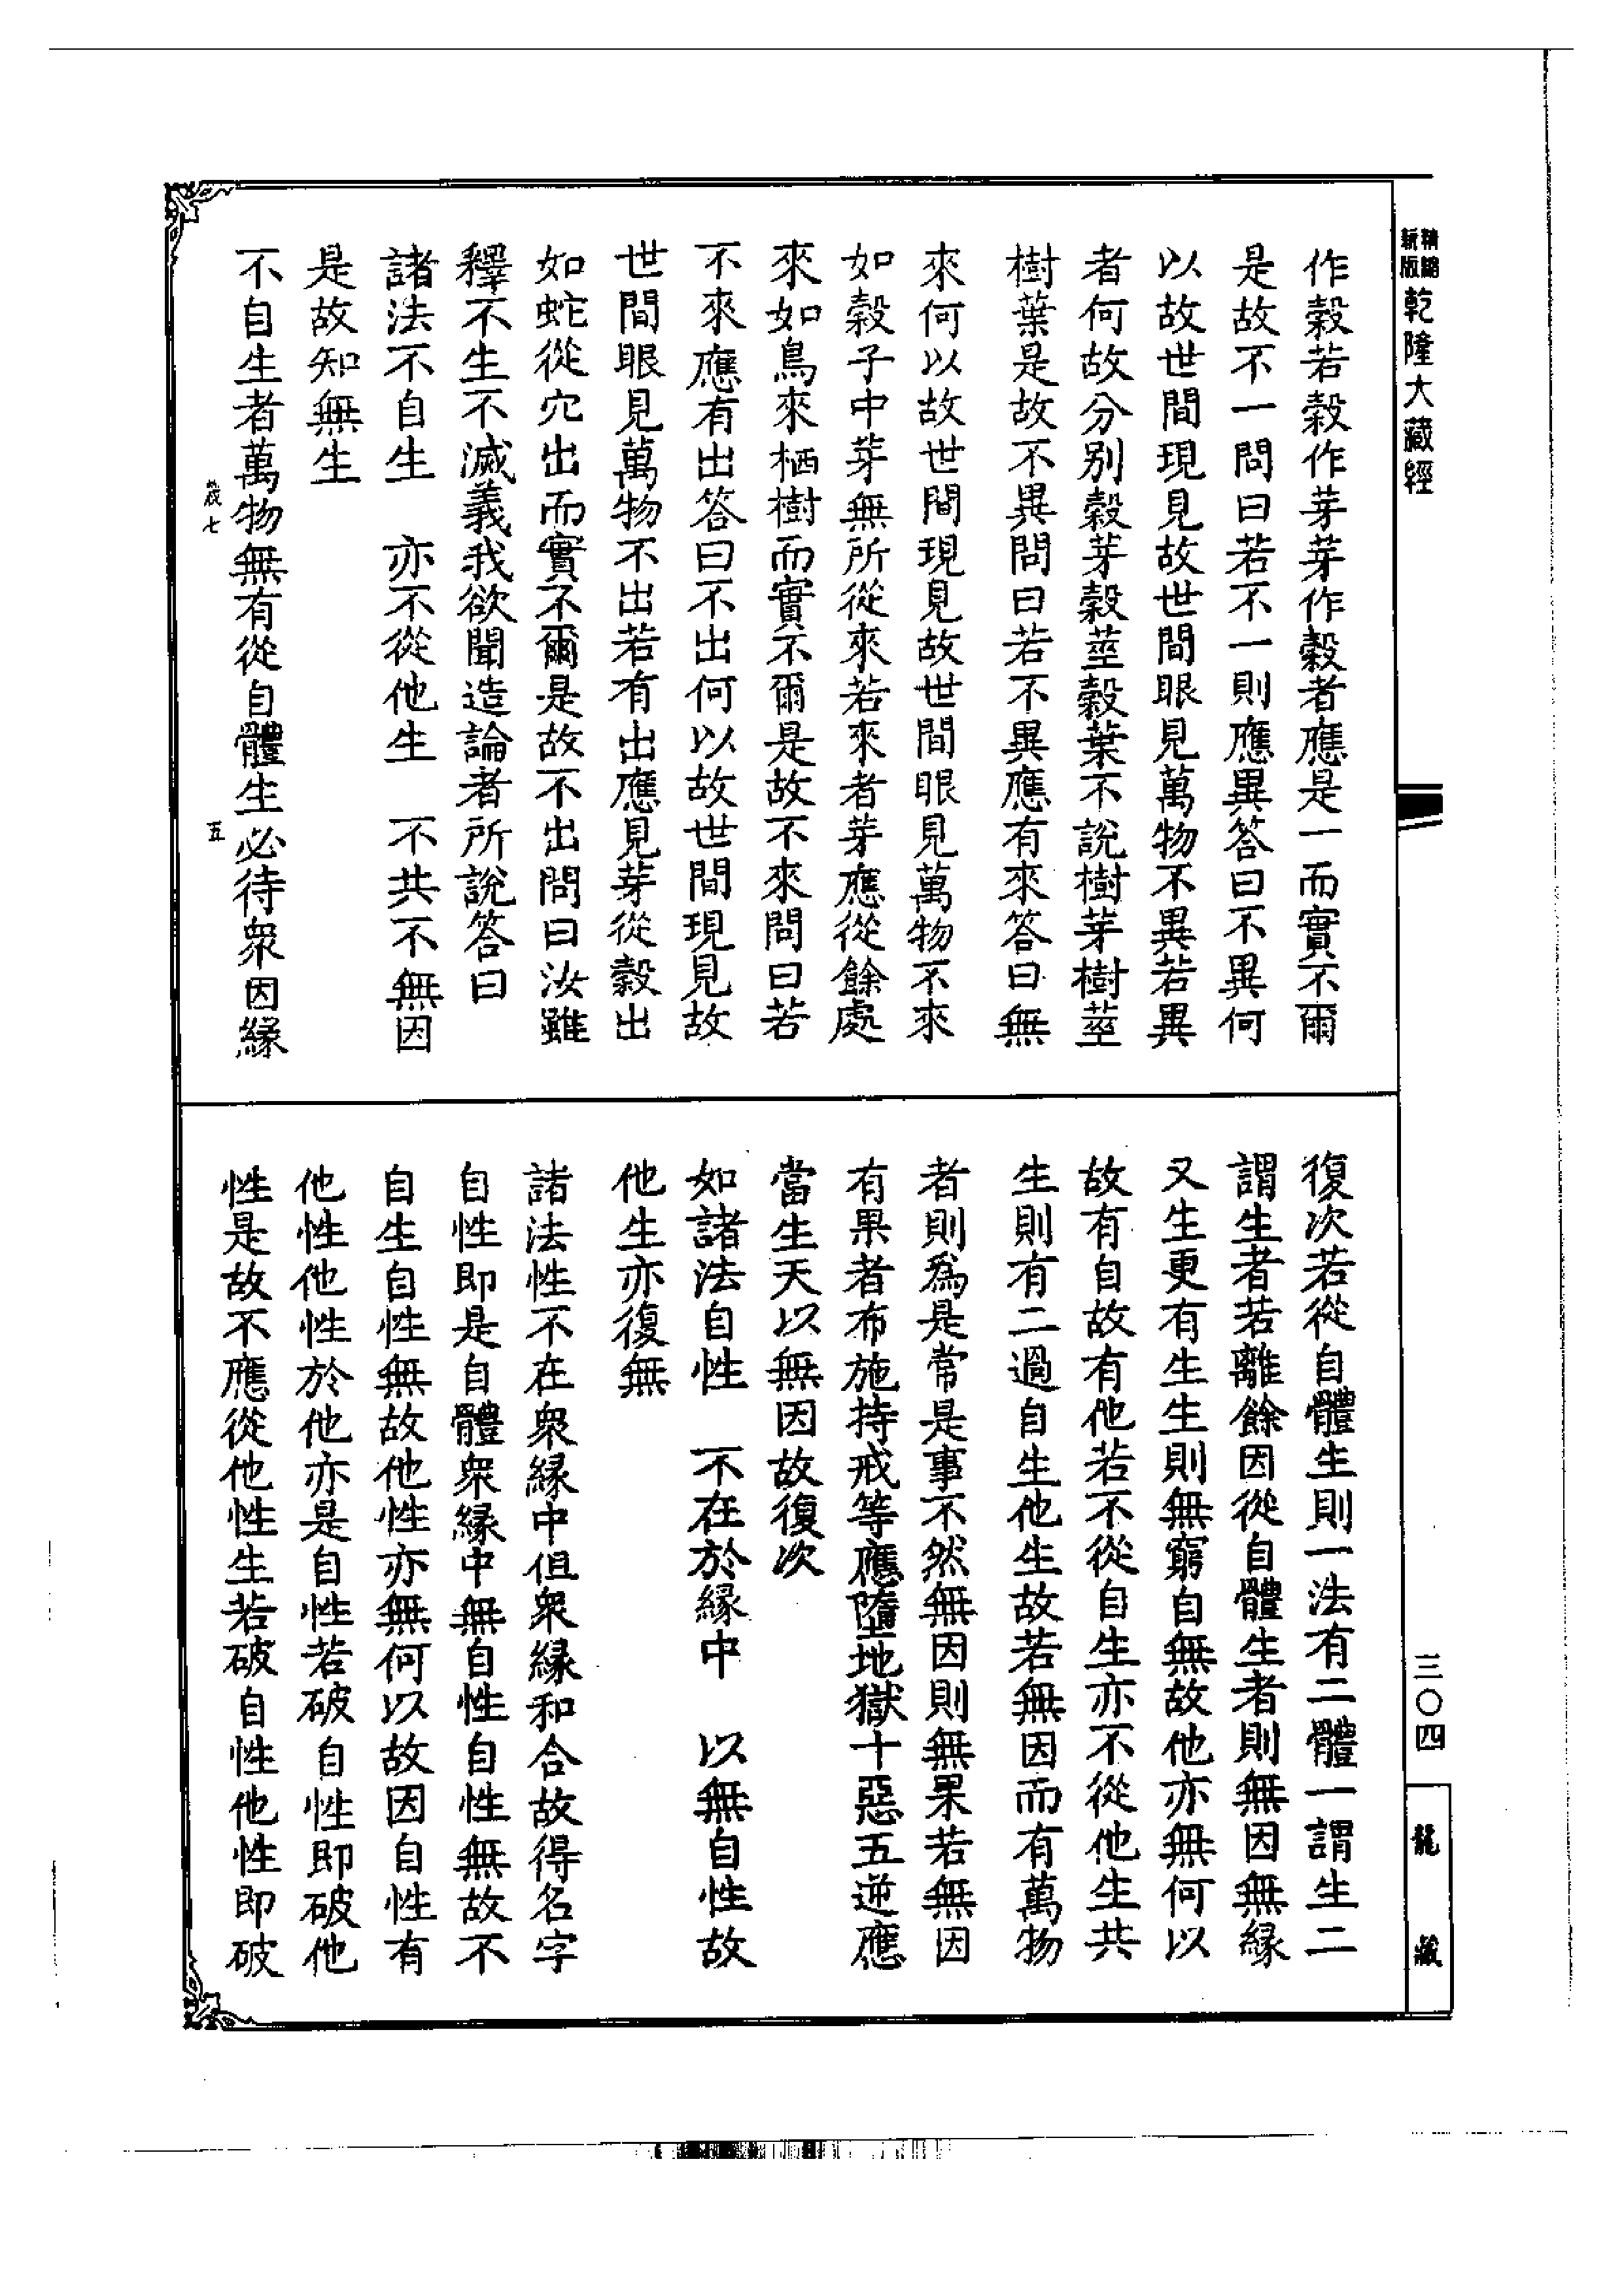 精縮
新版
乾隆大藏經
作穀若穀作芽芽作穀者應是一而實不爾
是故不一問曰若不一則應異答曰不異何
以故世間現見故世間眼見萬物不異若異
者何故分別穀芽穀莖穀葉不說樹芽樹莖
樹葉是故不異問曰若不異應有來答曰無
來何以故世間現見故世間眼見萬物不來
如穀子中芽無所從來若來者芽應從餘處
來如鳥來栖樹而實不爾是故不來問曰若
不來應有出答曰不出何以故世間現見故
世間眼見萬物不出若有出應見芽從穀出
如蛇從穴出而實不爾是故不出問曰汝雖
釋不生不滅義我欲聞造論者所說答曰
諸法不自生　亦不從他生　不共不無因
是故知無生
不自生者萬物無有從自體生必待衆因緣
五
復次若從自體生則一法有二體一謂生二
謂生者若離餘因從自體生者則無因無緣
又生更有生生則無窮自無故他亦無何以
故有自故有他若不從自生亦不從他生共
生則有二過自生他生故若無因而有萬物
者則爲是常是事不然無因則無果若無因
有果者布施持戒等應墮地獄十惡五逆應
當生天以無因故復次
如諸法自性　不在於緣中　以無自性故
他生亦復無
諸法性不在衆緣中但衆緣和合故得名字
自性即是自體衆緣中無自性自性無故不
自生自性無故他性亦無何以故因自性有
他性他性於他亦是自性若破自性即破他
性是故不應從他性生若破自性他性即破
三〇四
龍藏